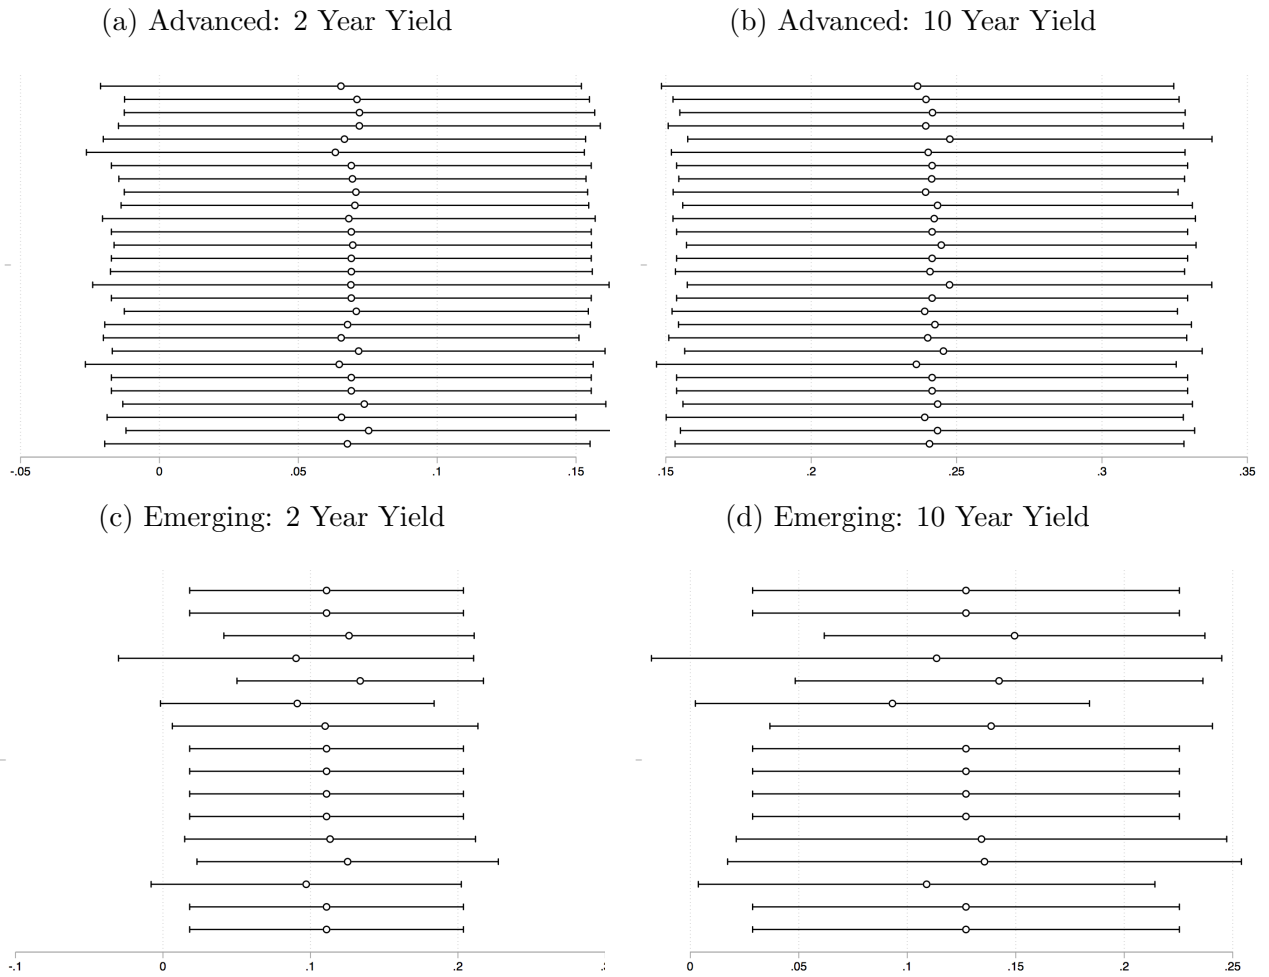 (a) Advanced: 2 Year Yield
(b) Advanced: 10 Year Yield
-.05 0 .05 .1 .15
.15 .2 .25 .3 .35
(c) Emerging: 2 Year Yield
(d) Emerging: 10 Year Yield
-.1 0 .1 .2
0 .05 .1 .15 .2 .25